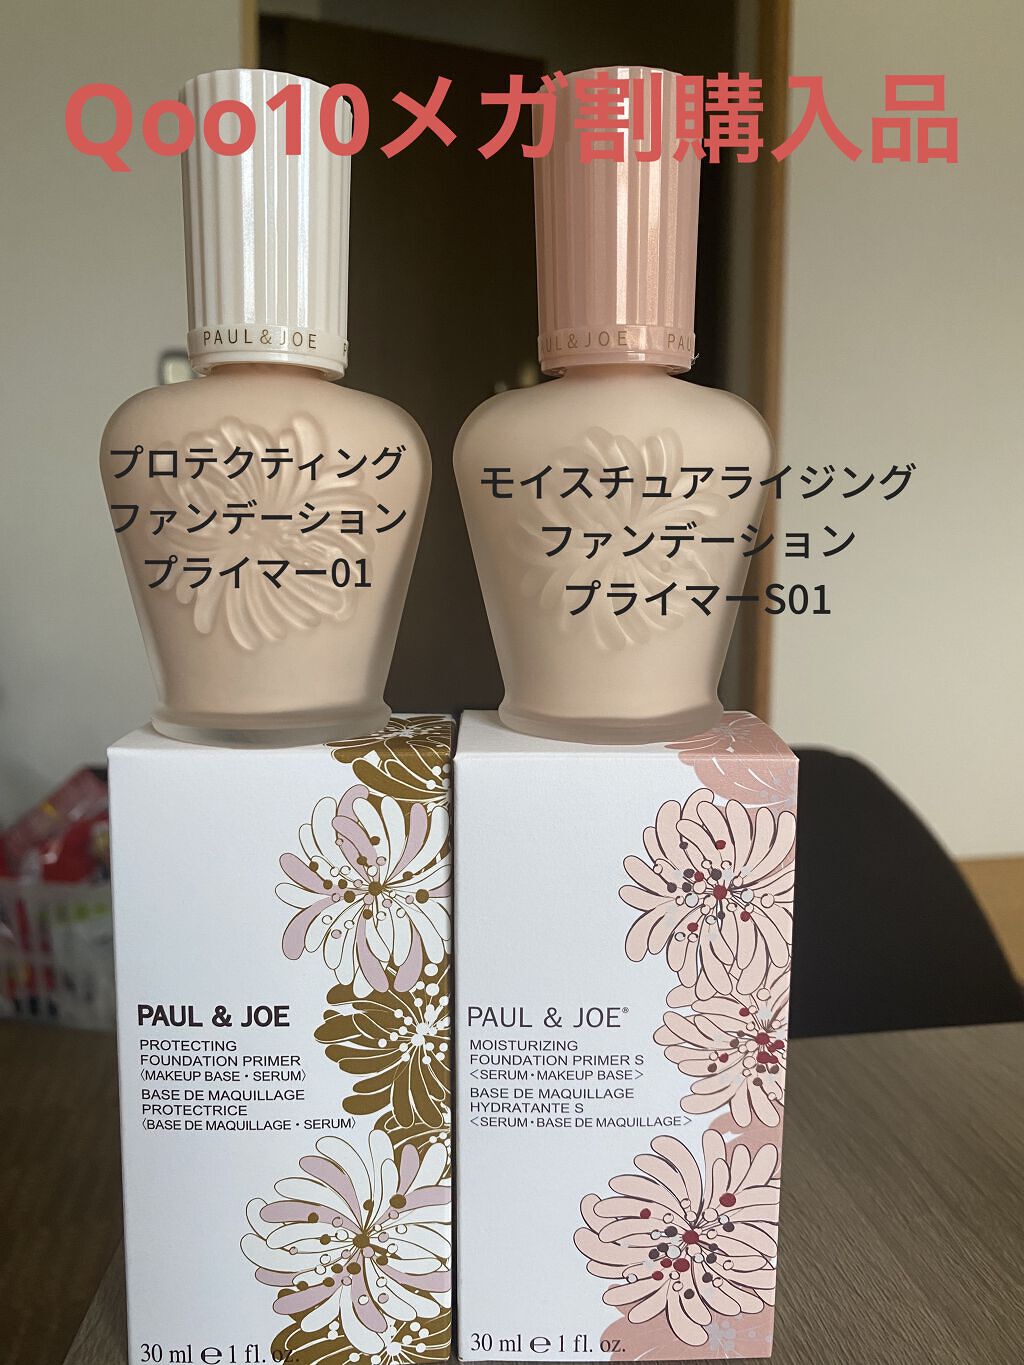 Qoo10メガ割購入品
PAUL & JOE
UL & JOE PAU
プロテクティング
ファンデーション
プライマー01
モイスチュアライジング
ファンデーション
プライマーS01
PAUL & JOE
PROTECTING
FOUNDATION PRIMER
〈MAKEUP BASE・SERUM〉
BASE DE MAQUILLAGE
PROTECTRICE
〈BASE DE MAQUILLAGE・SERUM〉
30 ml ℮ 1 fl. oz.
PAUL & JOE®
MOISTURIZING
FOUNDATION PRIMER S
<SERUM・MAKEUP BASE>
BASE DE MAQUILLAGE
HYDRATANTE S
<SERUM・BASE DE MAQUILLAGE>
30 ml ℮ 1 fl. oz.